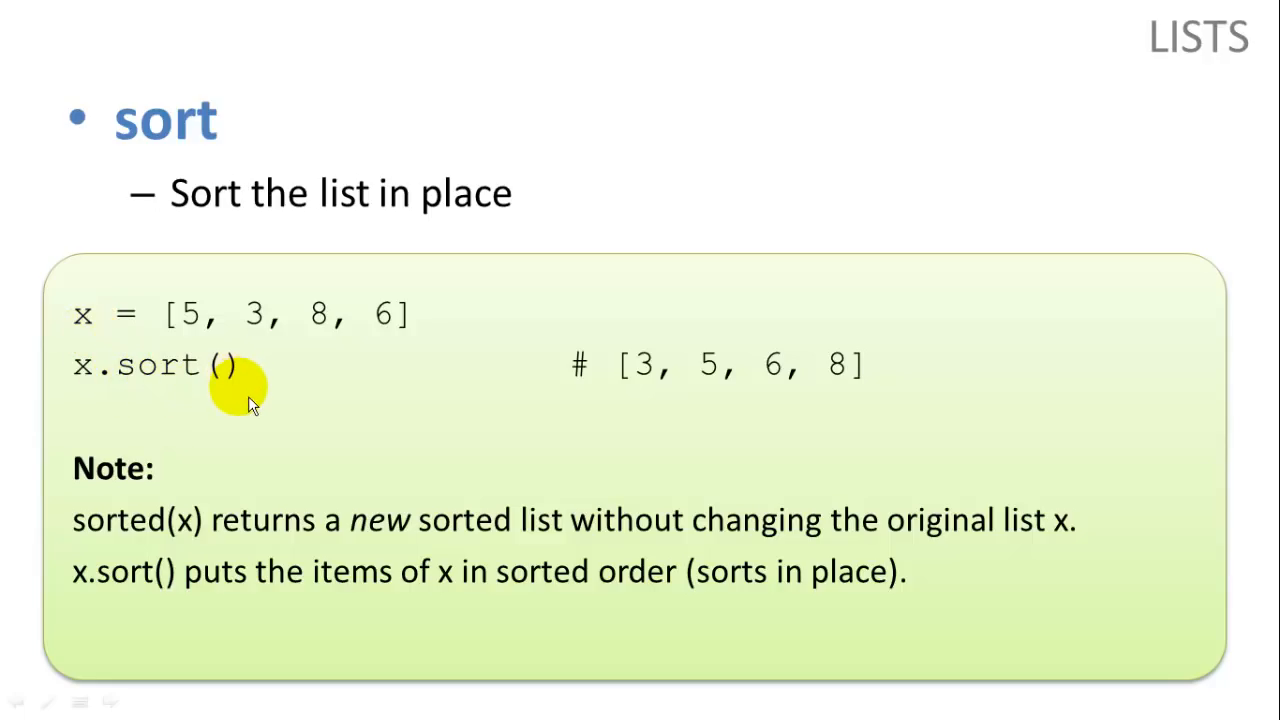 LISTS
• sort
– Sort the list in place
x = [5, 3, 8, 6]
x.sort() # [3, 5, 6, 8]
Note:
sorted(x) returns a new sorted list without changing the original list x.
x.sort() puts the items of x in sorted order (sorts in place).